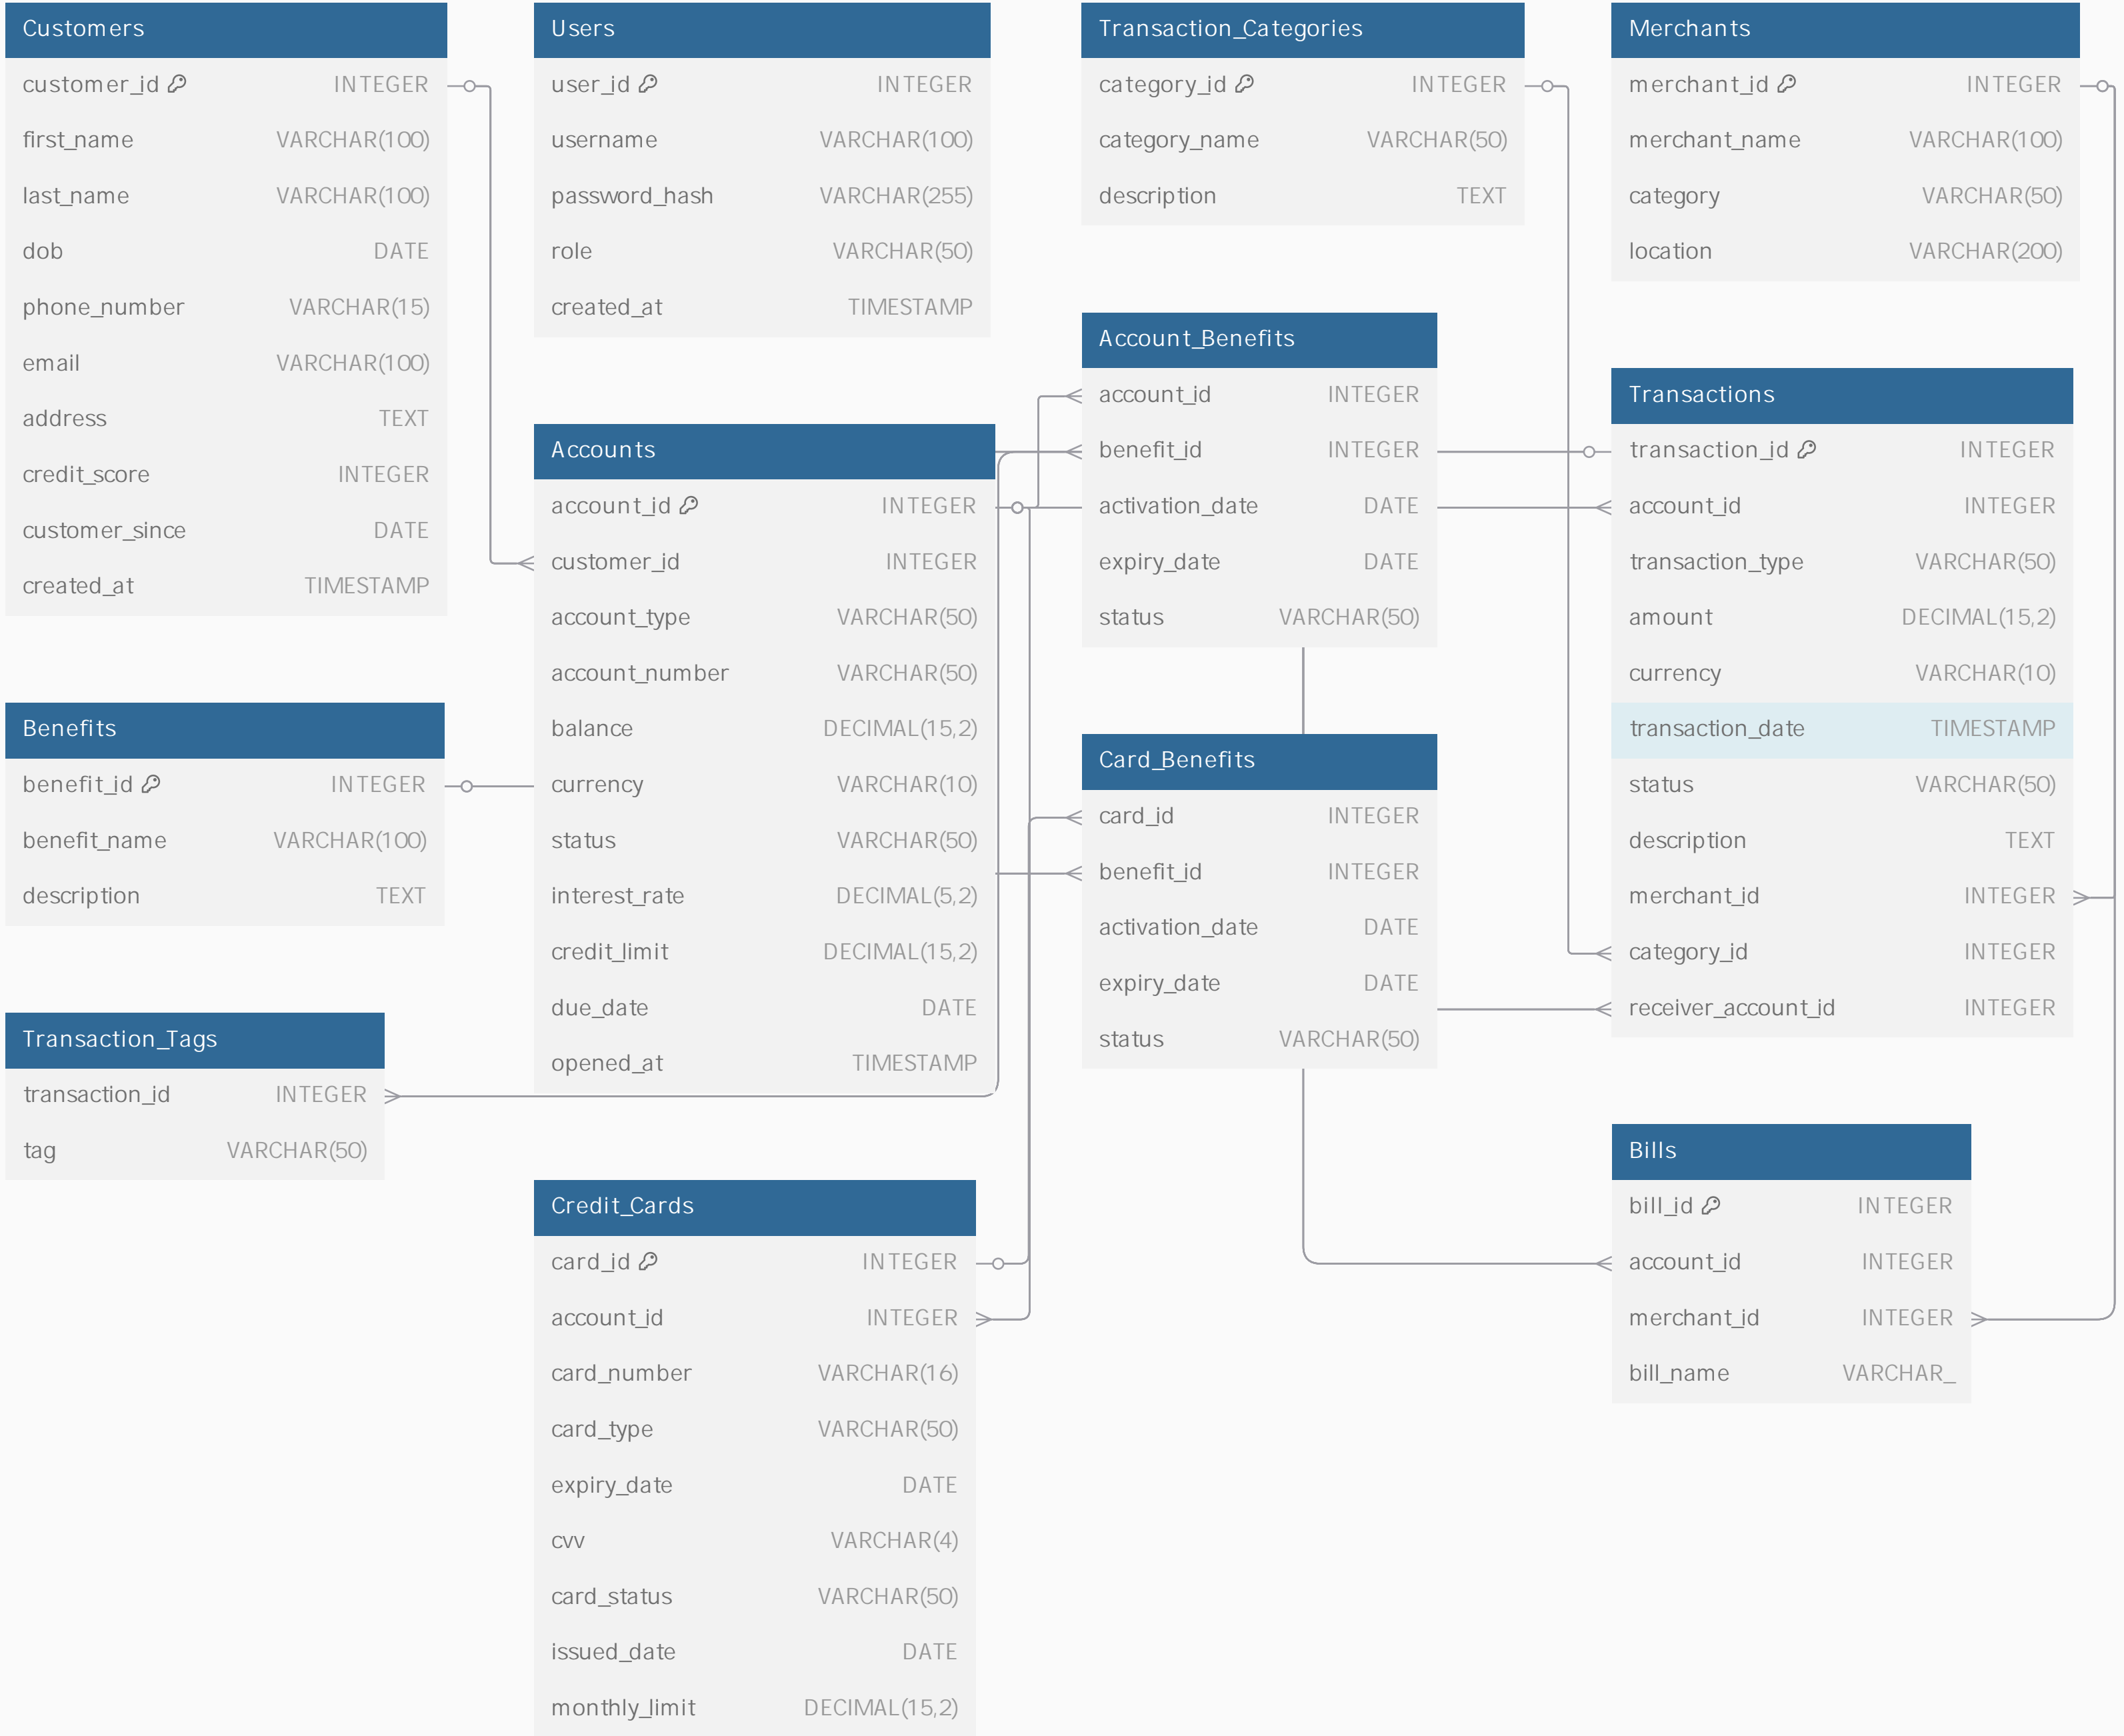 Customers
customer_id INTEGER
first_name VARCHAR(100)
last_name VARCHAR(100)
dob DATE
phone_number VARCHAR(15)
email VARCHAR(100)
address TEXT
credit_score INTEGER
customer_since DATE
created_at TIMESTAMP
Users
user_id INTEGER
username VARCHAR(100)
password_hash VARCHAR(255)
role VARCHAR(50)
created_at TIMESTAMP
Transaction_Categories
category_id INTEGER
category_name VARCHAR(50)
description TEXT
Merchants
merchant_id INTEGER
merchant_name VARCHAR(100)
category VARCHAR(50)
location VARCHAR(200)
Account_Benefits
account_id INTEGER
benefit_id INTEGER
activation_date DATE
expiry_date DATE
status VARCHAR(50)
Transactions
transaction_id INTEGER
account_id INTEGER
transaction_type VARCHAR(50)
amount DECIMAL(15,2)
currency VARCHAR(10)
transaction_date TIMESTAMP
status VARCHAR(50)
description TEXT
merchant_id INTEGER
category_id INTEGER
receiver_account_id INTEGER
Accounts
account_id INTEGER
customer_id INTEGER
account_type VARCHAR(50)
account_number VARCHAR(50)
balance DECIMAL(15,2)
currency VARCHAR(10)
status VARCHAR(50)
interest_rate DECIMAL(5,2)
credit_limit DECIMAL(15,2)
due_date DATE
opened_at TIMESTAMP
Benefits
benefit_id INTEGER
benefit_name VARCHAR(100)
description TEXT
Card_Benefits
card_id INTEGER
benefit_id INTEGER
activation_date DATE
expiry_date DATE
status VARCHAR(50)
Transaction_Tags
transaction_id INTEGER
tag VARCHAR(50)
Bills
bill_id INTEGER
account_id INTEGER
merchant_id INTEGER
bill_name VARCHAR_
Credit_Cards
card_id INTEGER
account_id INTEGER
card_number VARCHAR(16)
card_type VARCHAR(50)
expiry_date DATE
cvv VARCHAR(4)
card_status VARCHAR(50)
issued_date DATE
monthly_limit DECIMAL(15,2)